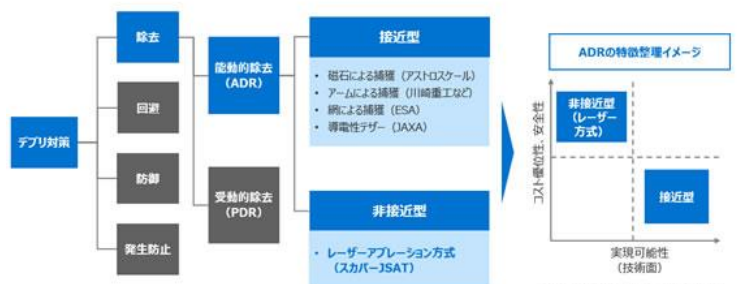 デブリ対策
除去
回避
防御
発生防止
能動的除去
(ADR)
受動的除去
(PDR)
接近型
・ 磁石による捕獲（アストロスケール）
・ アームによる捕獲（川崎重工など）
・ 網による捕獲（ESA）
・ 導電性テザー（JAXA）
非接近型
・ レーザーアブレーション方式
（スカパーJSAT）
ADRの特徴整理イメージ
コスト優位性、安全性
非接近型
（レーザー
方式）
接近型
実現可能性
（技術面）